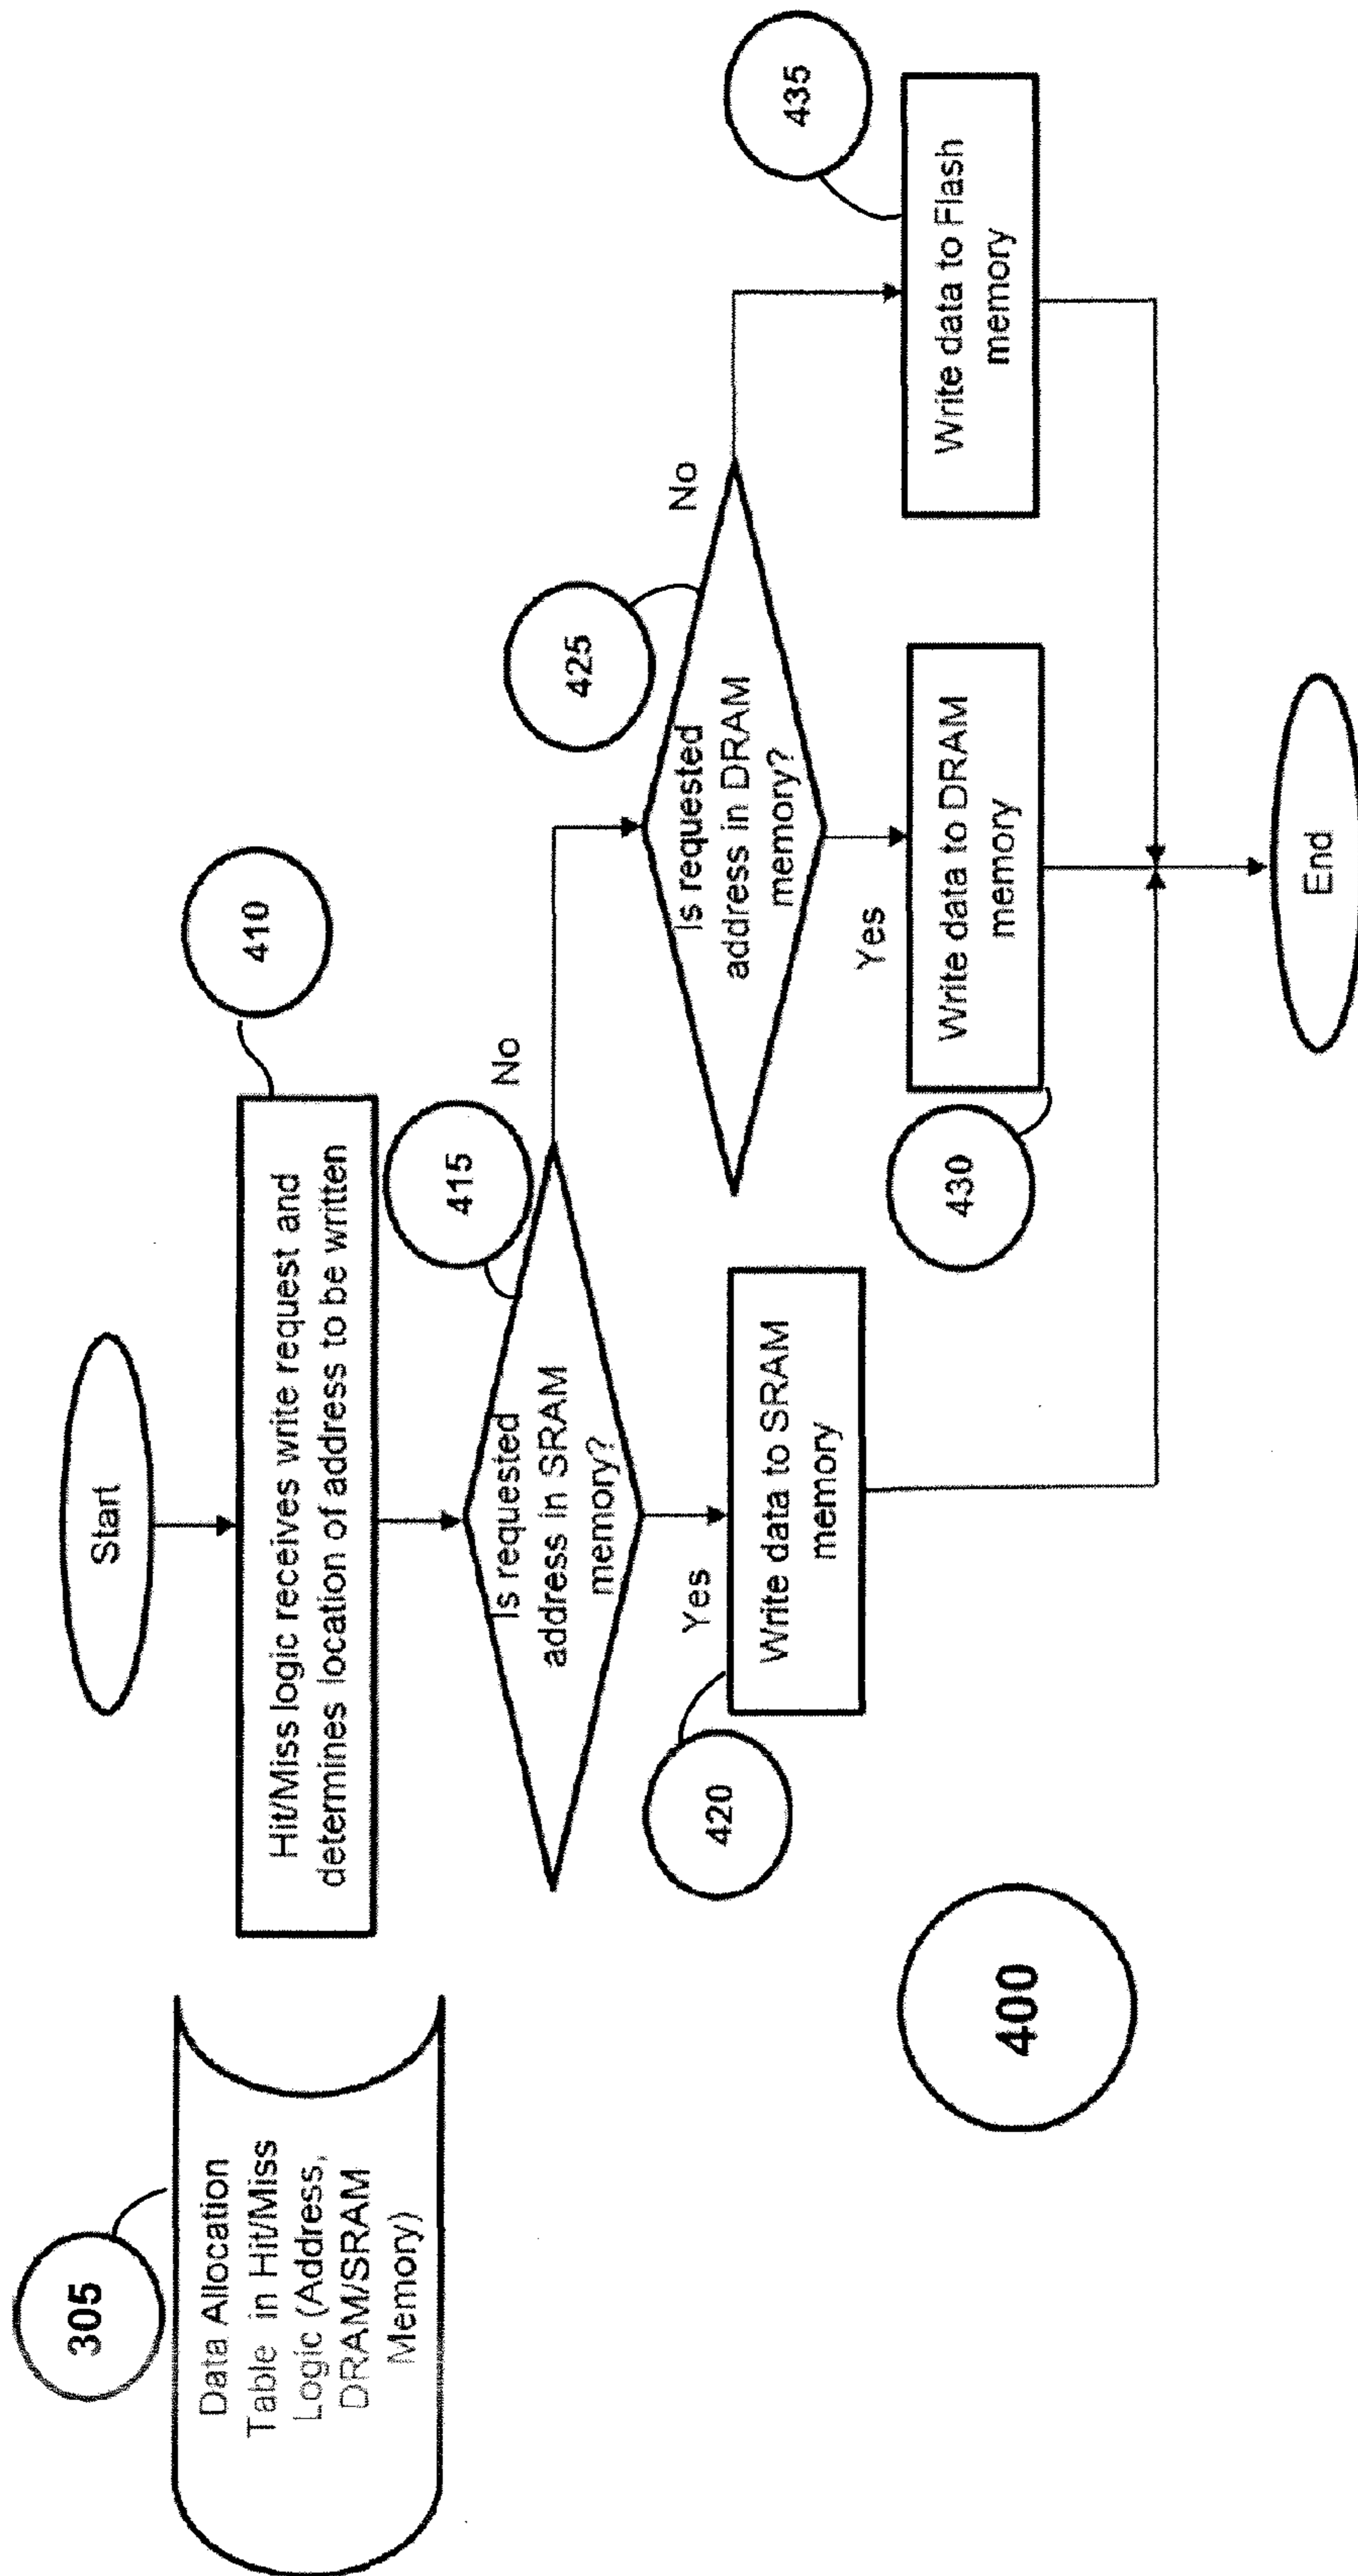 305
Data Allocation
Table in Hit/Miss
Logic (Address,
DRAM/SRAM
Memory)
Start
410
Hit/Miss logic receives write request and
determines location of address to be written
415
Is requested
address in SRAM
memory?
No
Yes
420
Write data to SRAM
memory
425
Is requested
address in DRAM
memory?
No
Yes
430
Write data to DRAM
memory
435
Write data to Flash
memory
End
400